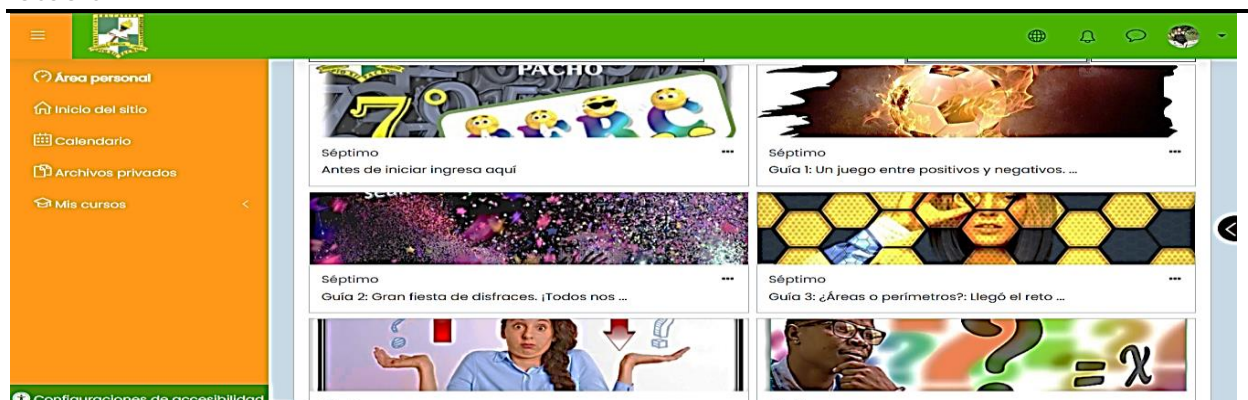 Área personal
Inicio del sitio
Calendario
Archivos privados
Mis cursos
Configuraciones de accesibilidad
PACHO
7°
A B C
Séptimo
Antes de iniciar ingresa aquí
Séptimo
Guía 1: Un juego entre positivos y negativos. ...
Séptimo
Guía 2: Gran fiesta de disfraces. ¡Todos nos ...
Séptimo
Guía 3: ¿Áreas o perímetros?: Llegó el reto ...
? ?
? = x